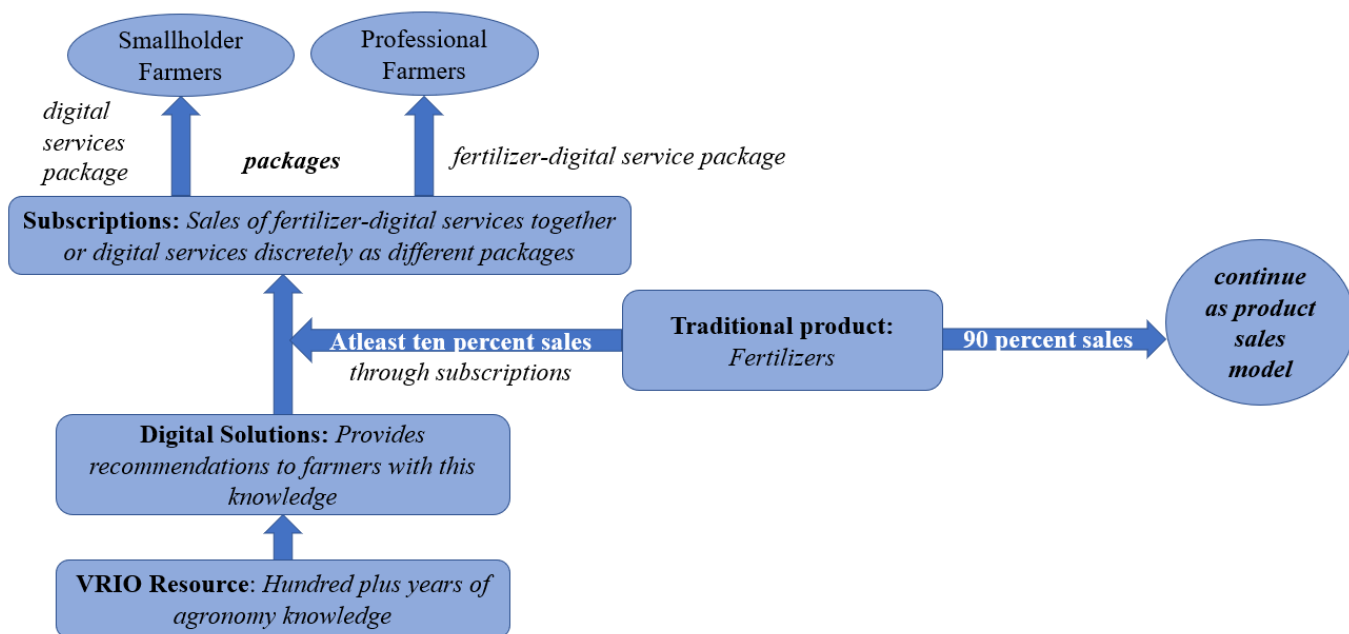 Smallholder
Farmers
Professional
Farmers
digital
services
package
packages
fertilizer-digital service package
Subscriptions: Sales of fertilizer-digital services together
or digital services discretely as different packages
Atleast ten percent sales
through subscriptions
Traditional product:
Fertilizers
90 percent sales
continue
as product
sales
model
Digital Solutions: Provides
recommendations to farmers with this
knowledge
VRIO Resource: Hundred plus years of
agronomy knowledge